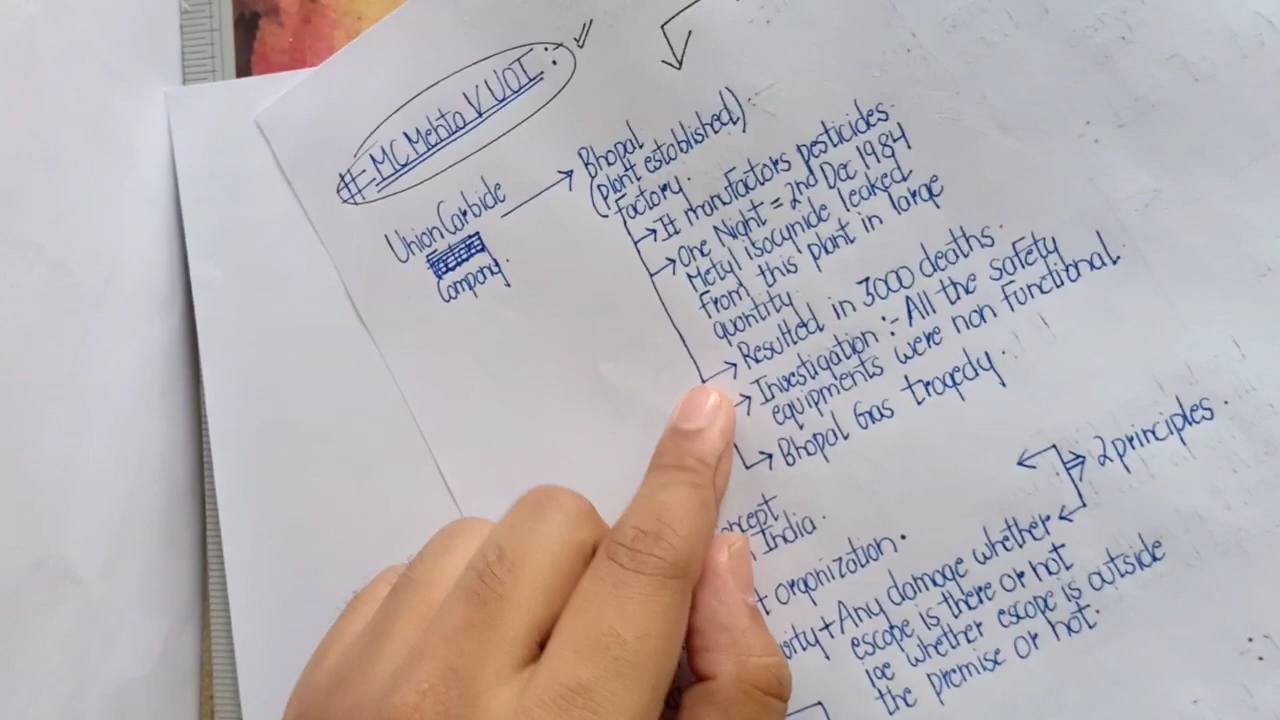 # MC Mehta V UOI :-
Union Carbide
Company.
Bhopal
(plant established) :-
factory.
It manufactors pesticides.
One Night = 2nd Dec 1984
Metyl isocynide leaked
from this plant in large
quantity.
Resulted in 3000 deaths.
Investigation :- All the safety
equipments were non functional.
Bhopal Gas tragedy.
2 principles.
India.
organization.
+ Any damage whether
escape is there or not
ie whether escape is outside
the premise or not.